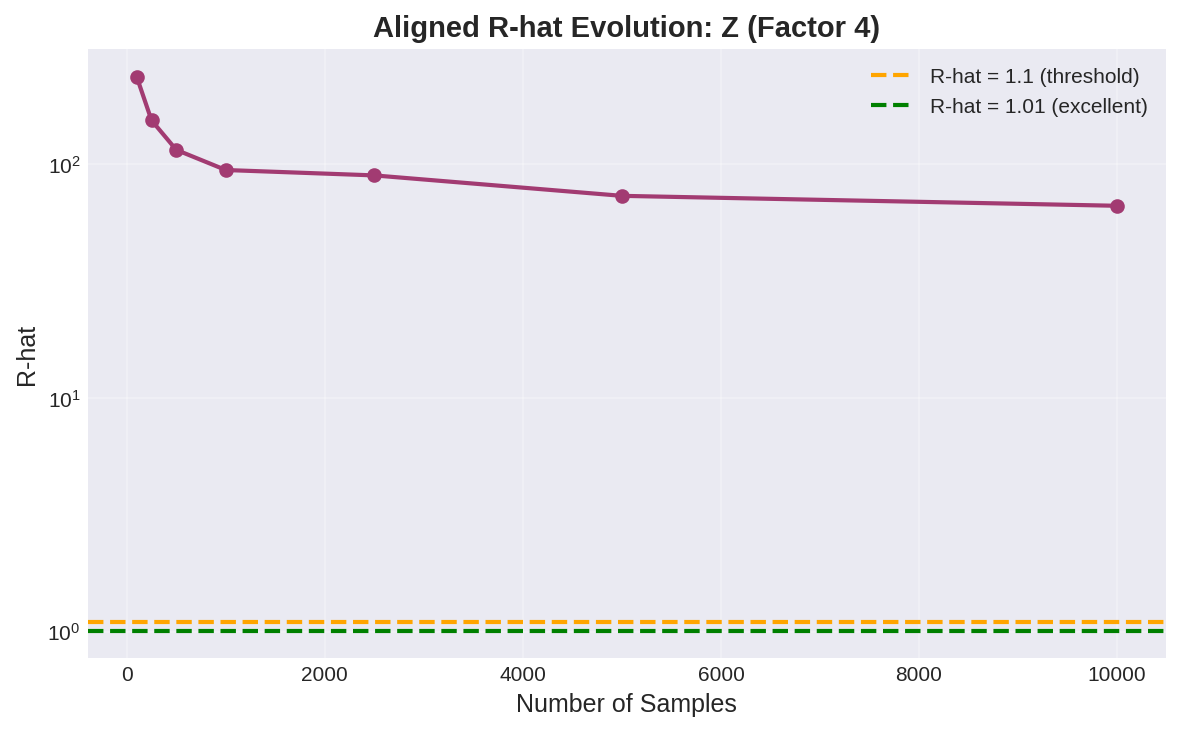 Aligned R-hat Evolution: Z (Factor 4)
R-hat = 1.1 (threshold)
R-hat = 1.01 (excellent)
R-hat
10²
10¹
10⁰
0 2000 4000 6000 8000 10000
Number of Samples